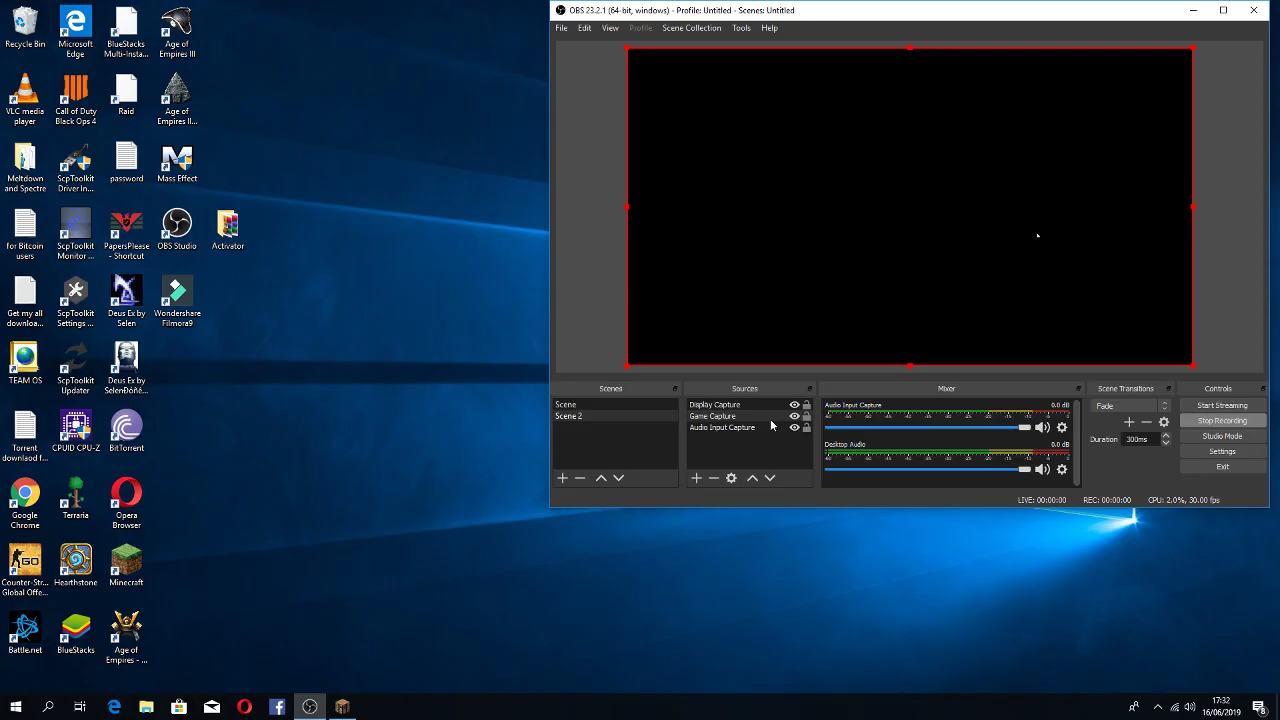 OBS 23.2.1 (64-bit, windows) - Profile: Untitled - Scenes: Untitled
File Edit View Profile Scene Collection Tools Help
Recycle Bin
Microsoft
Edge
BlueStacks
Multi-Insta...
Age of
Empires III
VLC media
player
Call of Duty
Black Ops 4
Raid
Age of
Empires II...
Meltdown
and Spectre
ScpToolkit
Driver In...
password
Mass Effect
for Bitcoin
users
ScpToolkit
Monitor ...
PapersPlease
- Shortcut
OBS Studio
Activator
Get my all
downloa...
ScpToolkit
Settings ...
Deus Ex by
Selen
Wondershare
Filmora9
TEAM OS
ScpToolkit
Updater
Deus Ex by
Torrent
downlaod f...
CPUID CPU-Z
BitTorrent
Google
Chrome
Terraria
Opera
Browser
Counter-Str...
Global Offe...
Hearthstone
Minecraft
Battle.net
BlueStacks
Age of
Empires - ...
Scenes
Scene
Scene 2
Sources
Display Capture
Game Capture
Audio Input Capture
Mixer
Audio Input Capture 0.0 dB
Desktop Audio 0.0 dB
Scene Transitions
Fade
Duration 300ms
Controls
Start Streaming
Stop Recording
Studio Mode
Settings
Exit
LIVE: 00:00:00 REC: 00:00:00 CPU: 2.0%, 30.00 fps
17:32
16/06/2019
8